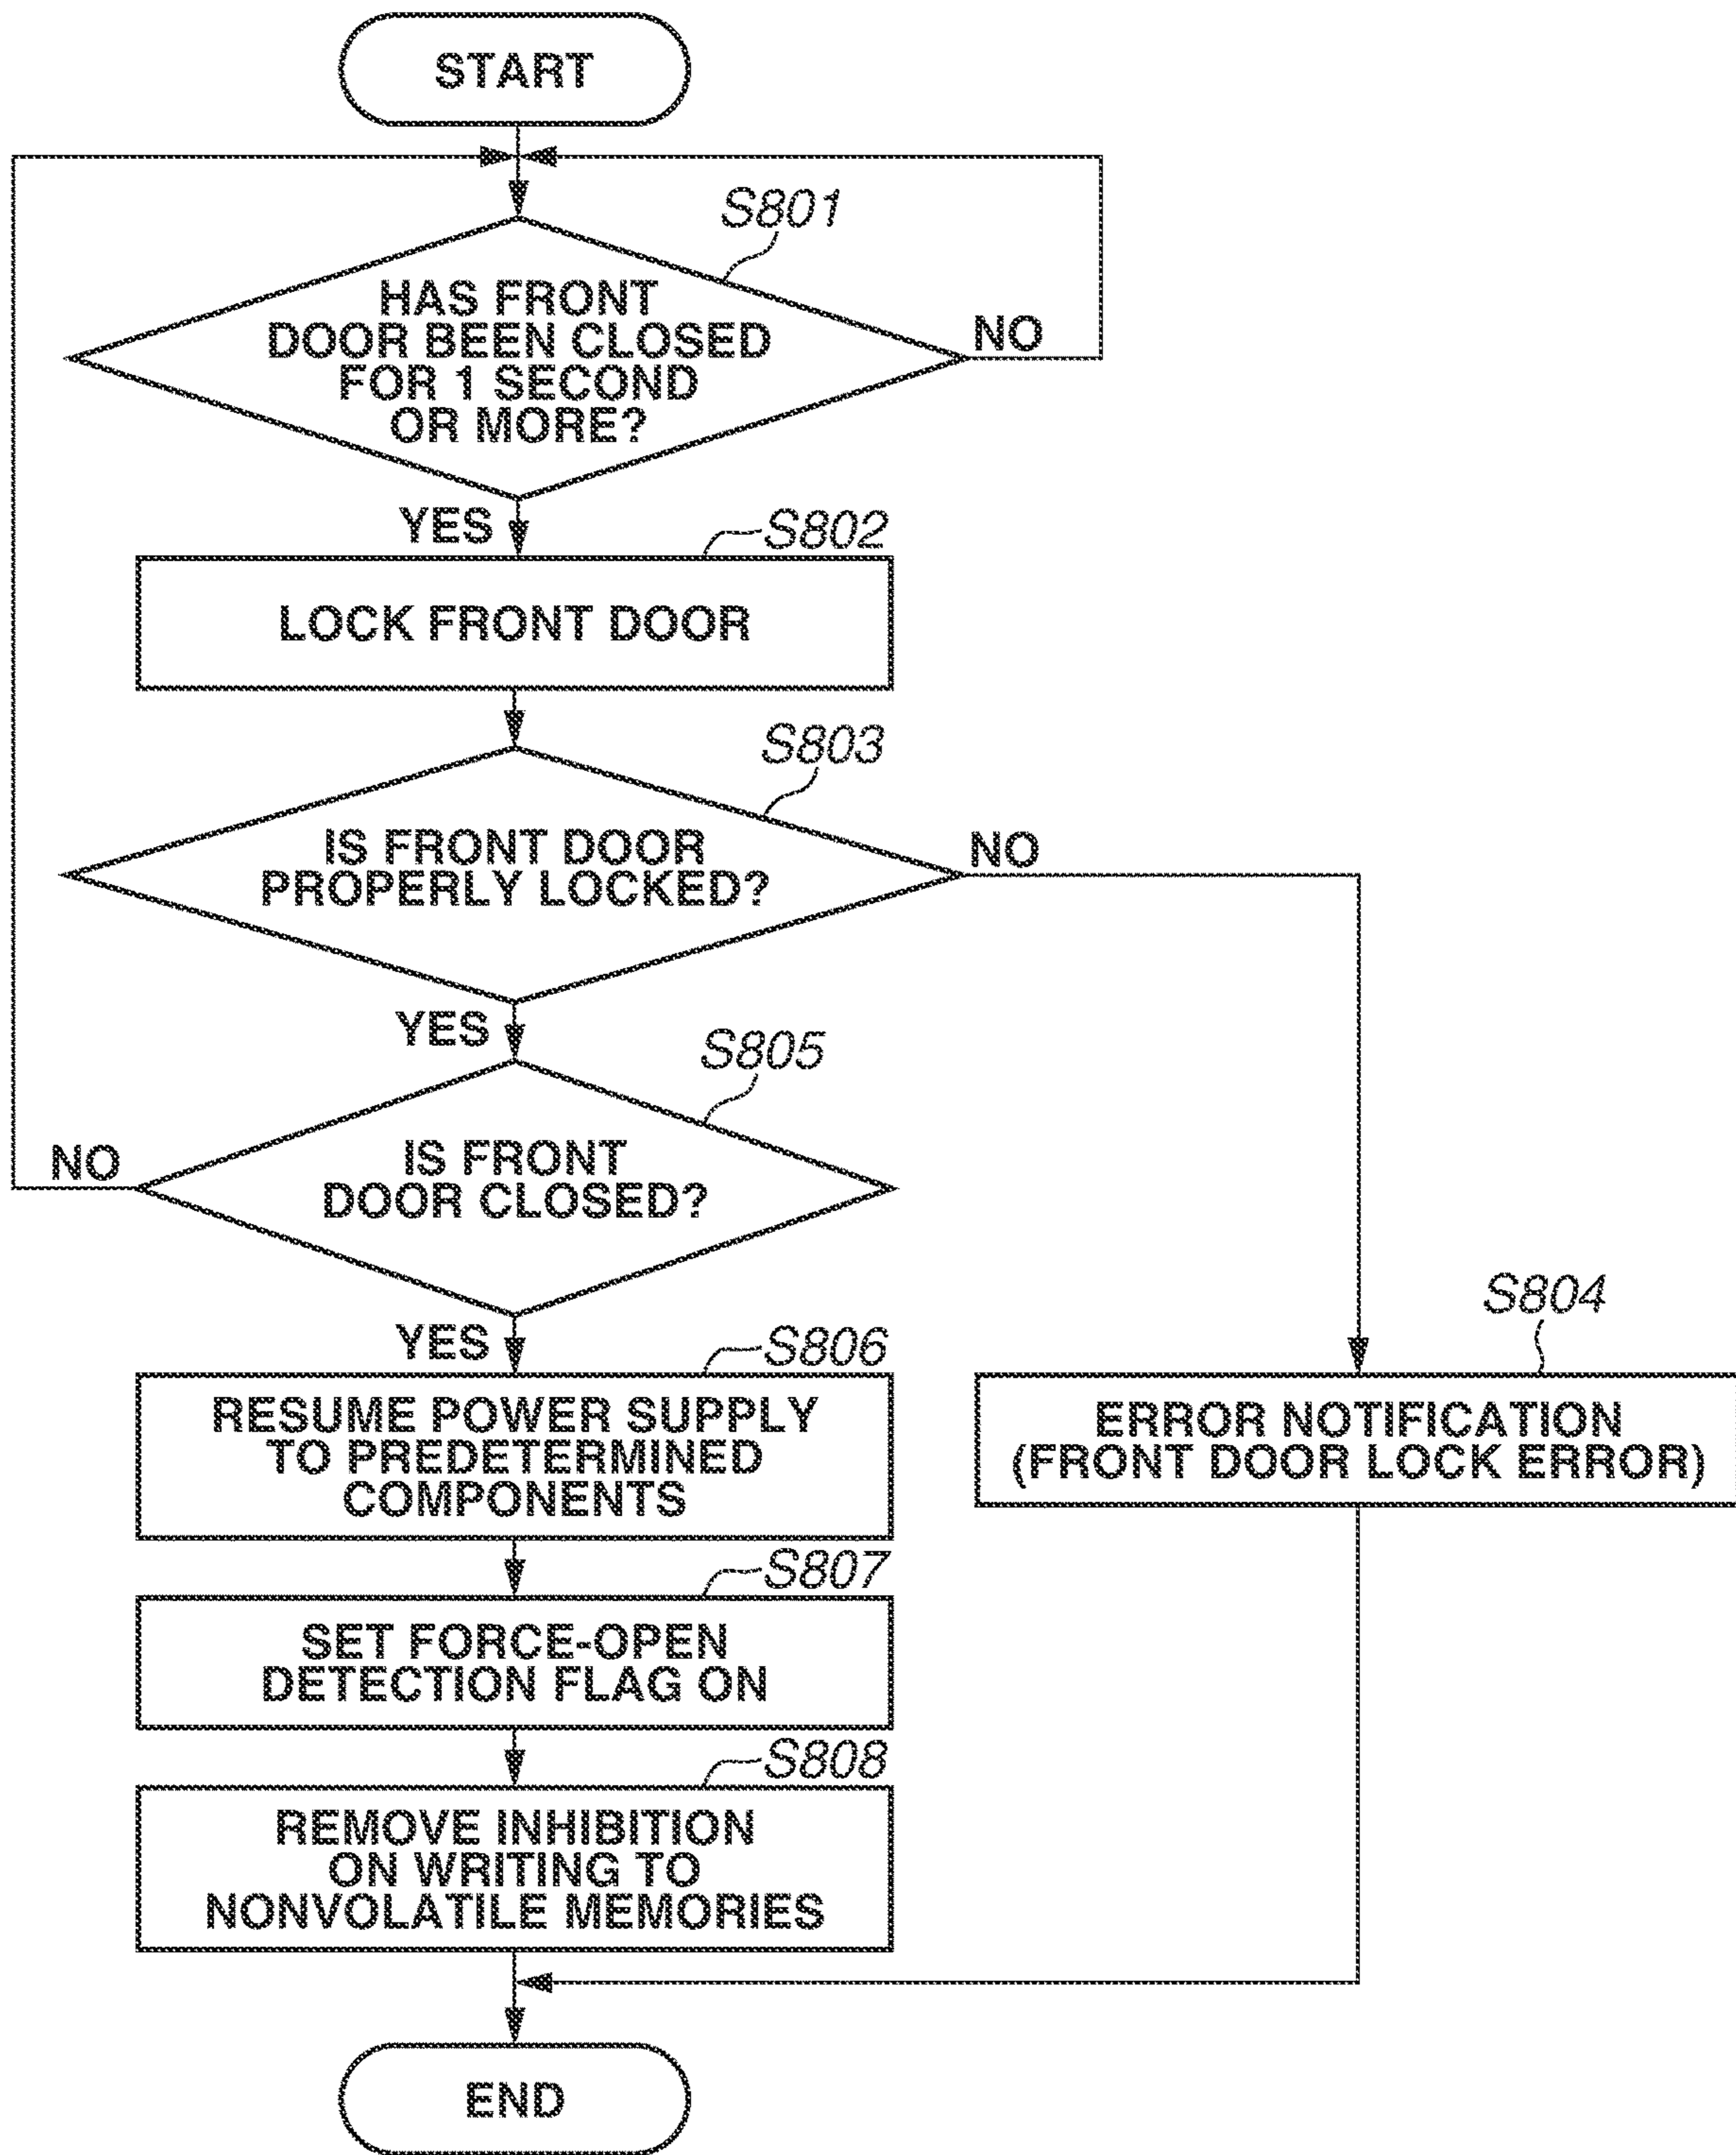 START
S801
HAS FRONT
DOOR BEEN CLOSED
FOR 1 SECOND
OR MORE?
NO
YES
S802
LOCK FRONT DOOR
S803
IS FRONT DOOR
PROPERLY LOCKED?
NO
YES
S805
IS FRONT
DOOR CLOSED?
NO
YES
S806
RESUME POWER SUPPLY
TO PREDETERMINED
COMPONENTS
S804
ERROR NOTIFICATION
(FRONT DOOR LOCK ERROR)
S807
SET FORCE-OPEN
DETECTION FLAG ON
S808
REMOVE INHIBITION
ON WRITING TO
NONVOLATILE MEMORIES
END